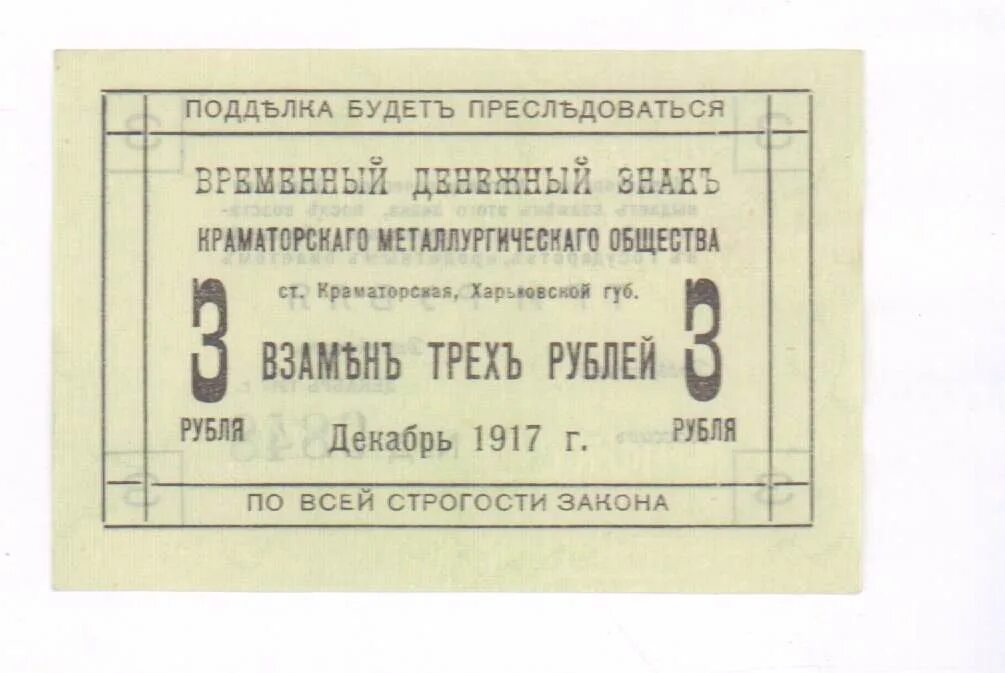 ПОДДѢЛКА БУДЕТЪ ПРЕСЛѢДОВАТЬСЯ
ВРЕМЕННЫЙ ДЕНЕЖНЫЙ ЗНАКЪ
КРАМАТОРСКАГО МЕТАЛЛУРГИЧЕСКАГО ОБЩЕСТВА
ст. Краматорская, Харьковской губ.
3 ВЗАМѢНЪ ТРЕХЪ РУБЛЕЙ 3
РУБЛЯ Декабрь 1917 г. РУБЛЯ
ПО ВСЕЙ СТРОГОСТИ ЗАКОНА